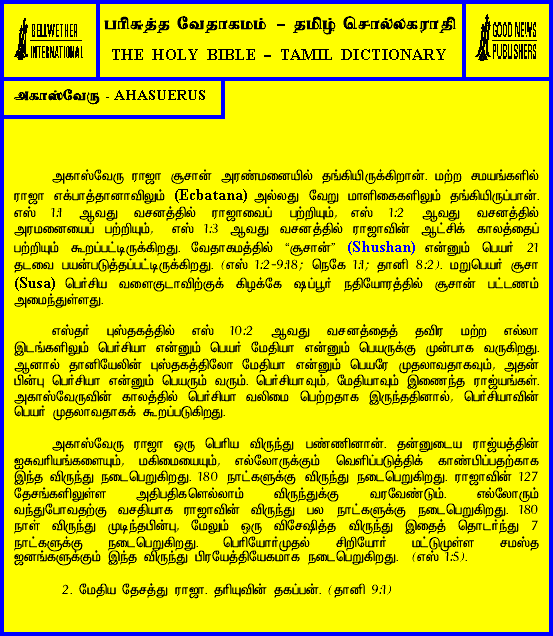 BELLWETHER
INTERNATIONAL
பரிசுத்த வேதாகமம் – தமிழ் சொல்லகராதி
THE HOLY BIBLE – TAMIL DICTIONARY
GOOD NEWS
PUBLISHERS
அகாஸ்வேரு - AHASUERUS
அகாஸ்வேரு ராஜா சூசான் அரண்மனையில் தங்கியிருக்கிறான். மற்ற சமயங்களில்
ராஜா எக்பாத்தானாவிலும் (Ecbatana) அல்லது வேறு மாளிகைகளிலும் தங்கியிருப்பான்.
எஸ் 1:1 ஆவது வசனத்தில் ராஜாவைப் பற்றியும், எஸ் 1:2 ஆவது வசனத்தில்
அரமனையைப் பற்றியும், எஸ் 1:3 ஆவது வசனத்தில் ராஜாவின் ஆட்சிக் காலத்தைப்
பற்றியும் கூறப்பட்டிருக்கிறது. வேதாகமத்தில் “சூசான்” (Shushan) என்னும் பெயர் 21
தடவை பயன்படுத்தப்பட்டிருக்கிறது. (எஸ் 1:2-9:18; நெகே 1:1; தானி 8:2). மறுபெயர் சூசா
(Susa) பெர்சிய வளைகுடாவிற்குக் கிழக்கே ஷப்பூர் நதியோரத்தில் சூசான் பட்டணம்
அமைந்துள்ளது.
எஸ்தர் புஸ்தகத்தில் எஸ் 10:2 ஆவது வசனத்தைத் தவிர மற்ற எல்லா
இடங்களிலும் பெர்சியா என்னும் பெயர் மேதியா என்னும் பெயருக்கு முன்பாக வருகிறது.
ஆனால் தானியேலின் புஸ்தகத்திலோ மேதியா என்னும் பெயரே முதலாவதாகவும், அதன்
பின்பு பெர்சியா என்னும் பெயரும் வரும். பெர்சியாவும், மேதியாவும் இணைந்த ராஜ்யங்கள்.
அகாஸ்வேருவின் காலத்தில் பெர்சியா வலிமை பெற்றதாக இருந்ததினால், பெர்சியாவின்
பெயர் முதலாவதாகக் கூறப்படுகிறது.
அகாஸ்வேரு ராஜா ஒரு பெரிய விருந்து பண்ணினான். தன்னுடைய ராஜ்யத்தின்
ஐசுவரியங்களையும், மகிமையையும், எல்லோருக்கும் வெளிப்படுத்திக் காண்பிப்பதற்காக
இந்த விருந்து நடைபெறுகிறது. 180 நாட்களுக்கு விருந்து நடைபெறுகிறது. ராஜாவின் 127
தேசங்களிலுள்ள அதிபதிகளெல்லாம் விருந்துக்கு வரவேண்டும். எல்லோரும்
வந்துபோவதற்கு வசதியாக ராஜாவின் விருந்து பல நாட்களுக்கு நடைபெறுகிறது. 180
நாள் விருந்து முடிந்தபின்பு, மேலும் ஒரு விசேஷித்த விருந்து இதைத் தொடர்ந்து 7
நாட்களுக்கு நடைபெறுகிறது. பெரியோர்முதல் சிறியோர் மட்டுமுள்ள சமஸ்த
ஜனங்களுக்கும் இந்த விருந்து பிரயேத்தியேகமாக நடைபெறுகிறது. (எஸ் 1:5).
2. மேதிய தேசத்து ராஜா. தரியுவின் தகப்பன். (தானி 9:1)